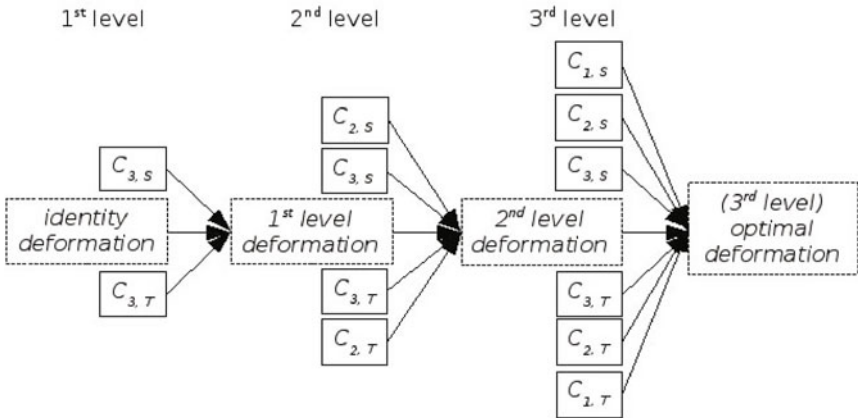 1st level 2nd level 3rd level
C1, S
C2, S C2, S
C3, S C3, S C3, S
identity
deformation
1st level
deformation
2nd level
deformation
(3rd level)
optimal
deformation
C3, T C3, T C3, T
C2, T C2, T
C1, T